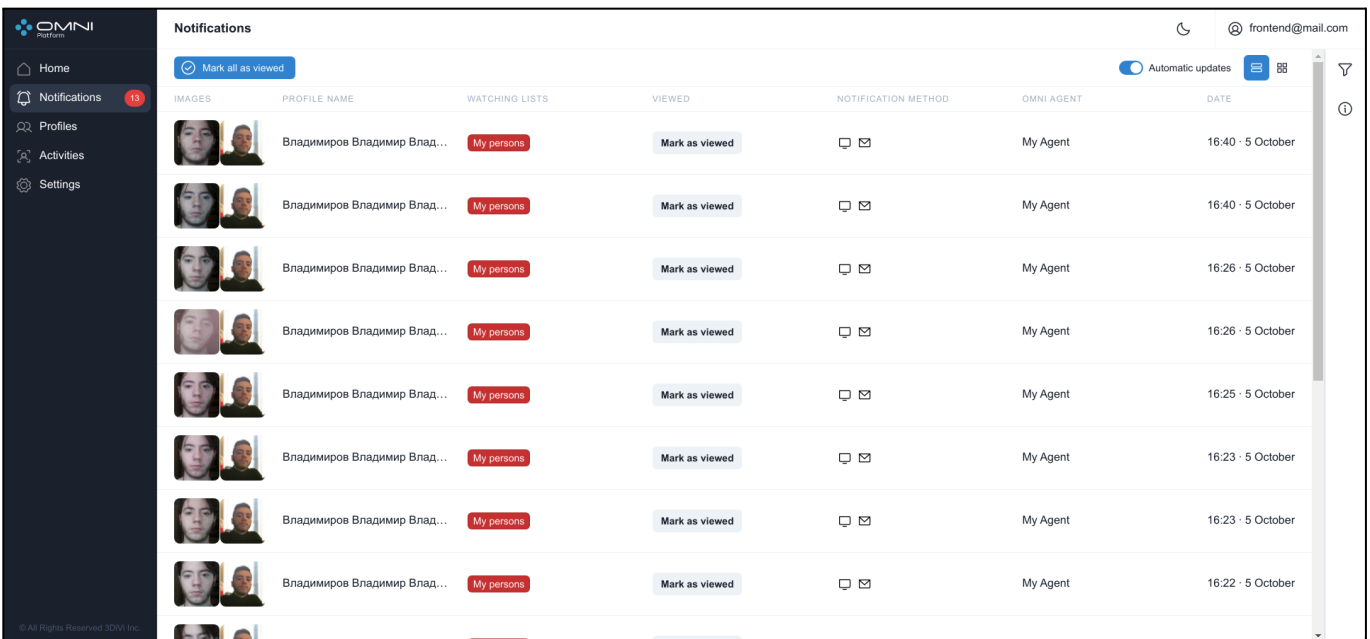 OMNI
Platform
Notifications
frontend@mail.com
Home
Notifications 13
Profiles
Activities
Settings
Mark all as viewed
Automatic updates
IMAGES PROFILE NAME WATCHING LISTS VIEWED NOTIFICATION METHOD OMNI AGENT DATE
Владимиров Владимир Влад... My persons Mark as viewed My Agent 16:40 · 5 October
Владимиров Владимир Влад... My persons Mark as viewed My Agent 16:40 · 5 October
Владимиров Владимир Влад... My persons Mark as viewed My Agent 16:26 · 5 October
Владимиров Владимир Влад... My persons Mark as viewed My Agent 16:26 · 5 October
Владимиров Владимир Влад... My persons Mark as viewed My Agent 16:25 · 5 October
Владимиров Владимир Влад... My persons Mark as viewed My Agent 16:23 · 5 October
Владимиров Владимир Влад... My persons Mark as viewed My Agent 16:23 · 5 October
Владимиров Владимир Влад... My persons Mark as viewed My Agent 16:22 · 5 October
© All Rights Reserved 3DiVi Inc.